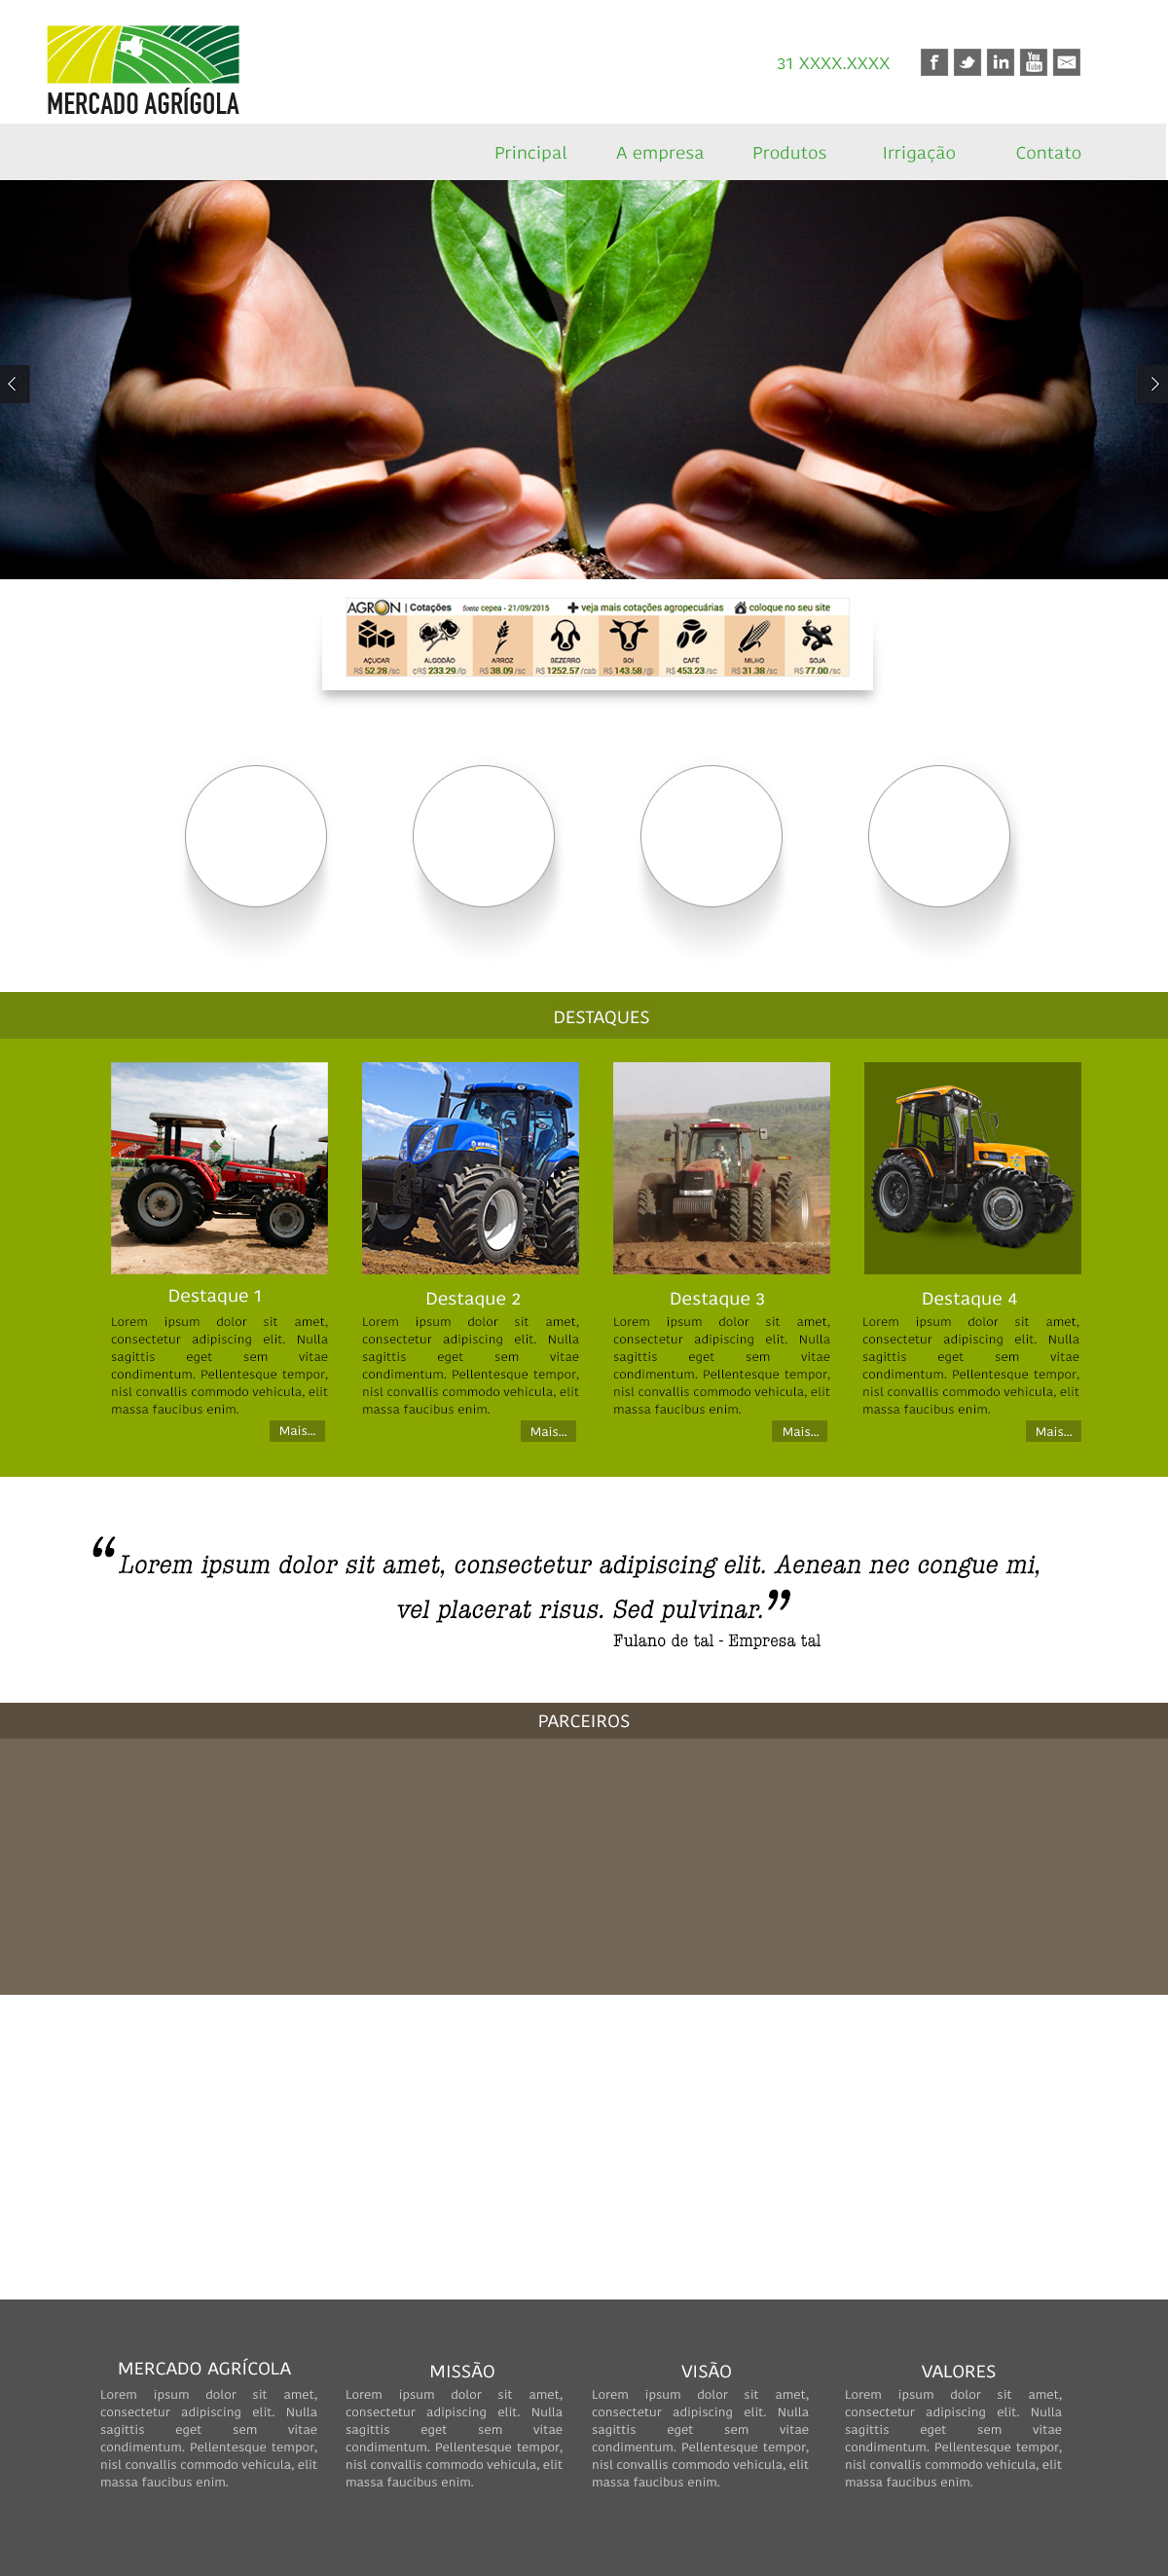 MERCADO AGRÍGOLA
31 XXXX.XXXX
f in You Tube
Principal A empresa Produtos Irrigação Contato
AGRON | Cotações fonte cepea - 21/09/2015 veja mais cotações agropecuárias coloque no seu site
AÇUCAR ALGODÃO ARROZ BEZERRO BOI CAFÉ MILHO SOJA
R$ 52.28 /sc cR$ 233.29 /lp R$ 38.09 /sc R$ 1252.57 /cab R$ 143.58 /@ R$ 453.23 /sc R$ 31.38 /sc R$ 77.00 /sc
DESTAQUES
Destaque 1
Lorem ipsum dolor sit amet,
consectetur adipiscing elit. Nulla
sagittis eget sem vitae
condimentum. Pellentesque tempor,
nisl convallis commodo vehicula, elit
massa faucibus enim.
Mais...
Destaque 2
Lorem ipsum dolor sit amet,
consectetur adipiscing elit. Nulla
sagittis eget sem vitae
condimentum. Pellentesque tempor,
nisl convallis commodo vehicula, elit
massa faucibus enim.
Mais...
Destaque 3
Lorem ipsum dolor sit amet,
consectetur adipiscing elit. Nulla
sagittis eget sem vitae
condimentum. Pellentesque tempor,
nisl convallis commodo vehicula, elit
massa faucibus enim.
Mais...
Destaque 4
Lorem ipsum dolor sit amet,
consectetur adipiscing elit. Nulla
sagittis eget sem vitae
condimentum. Pellentesque tempor,
nisl convallis commodo vehicula, elit
massa faucibus enim.
Mais...
“Lorem ipsum dolor sit amet, consectetur adipiscing elit. Aenean nec congue mi,
vel placerat risus. Sed pulvinar.”
Fulano de tal - Empresa tal
PARCEIROS
MERCADO AGRÍCOLA
Lorem ipsum dolor sit amet,
consectetur adipiscing elit. Nulla
sagittis eget sem vitae
condimentum. Pellentesque tempor,
nisl convallis commodo vehicula, elit
massa faucibus enim.
MISSÃO
Lorem ipsum dolor sit amet,
consectetur adipiscing elit. Nulla
sagittis eget sem vitae
condimentum. Pellentesque tempor,
nisl convallis commodo vehicula, elit
massa faucibus enim.
VISÃO
Lorem ipsum dolor sit amet,
consectetur adipiscing elit. Nulla
sagittis eget sem vitae
condimentum. Pellentesque tempor,
nisl convallis commodo vehicula, elit
massa faucibus enim.
VALORES
Lorem ipsum dolor sit amet,
consectetur adipiscing elit. Nulla
sagittis eget sem vitae
condimentum. Pellentesque tempor,
nisl convallis commodo vehicula, elit
massa faucibus enim.